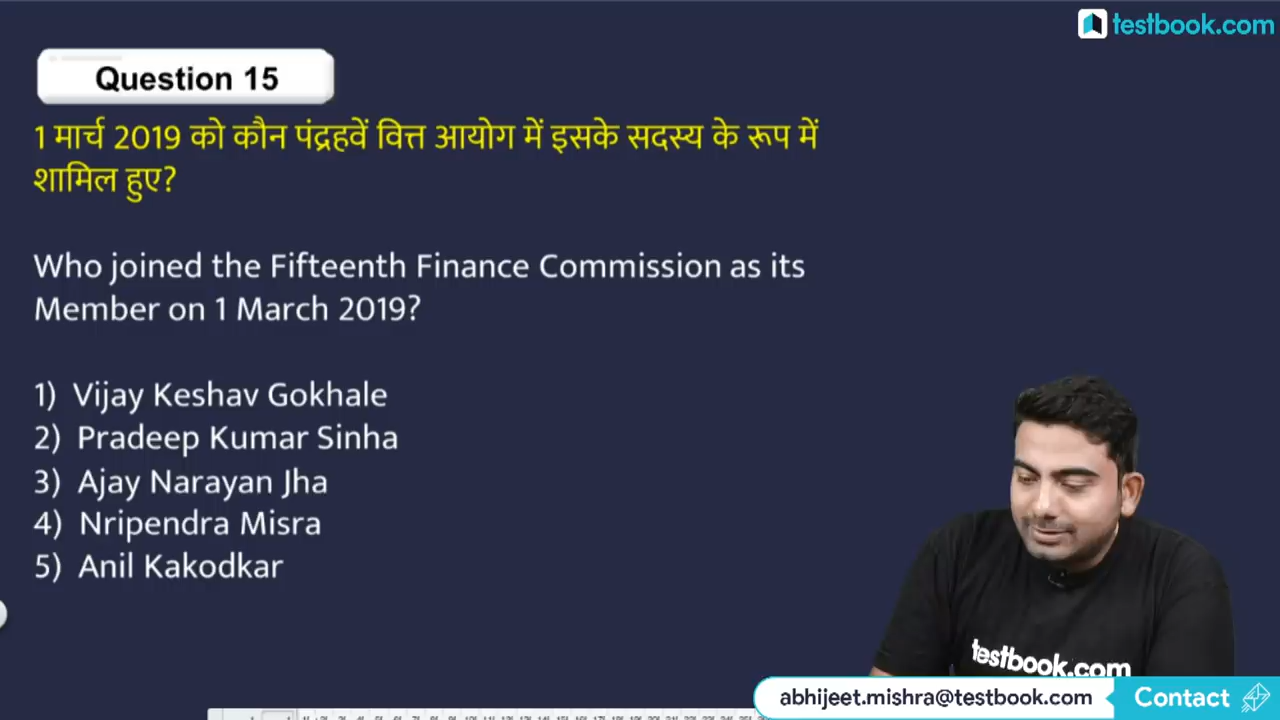 testbook.com
Question 15
1 मार्च 2019 को कौन पंद्रहवें वित्त आयोग में इसके सदस्य के रूप में
शामिल हुए?
Who joined the Fifteenth Finance Commission as its
Member on 1 March 2019?
1) Vijay Keshav Gokhale
2) Pradeep Kumar Sinha
3) Ajay Narayan Jha
4) Nripendra Misra
5) Anil Kakodkar
testbook.com
abhijeet.mishra@testbook.com Contact